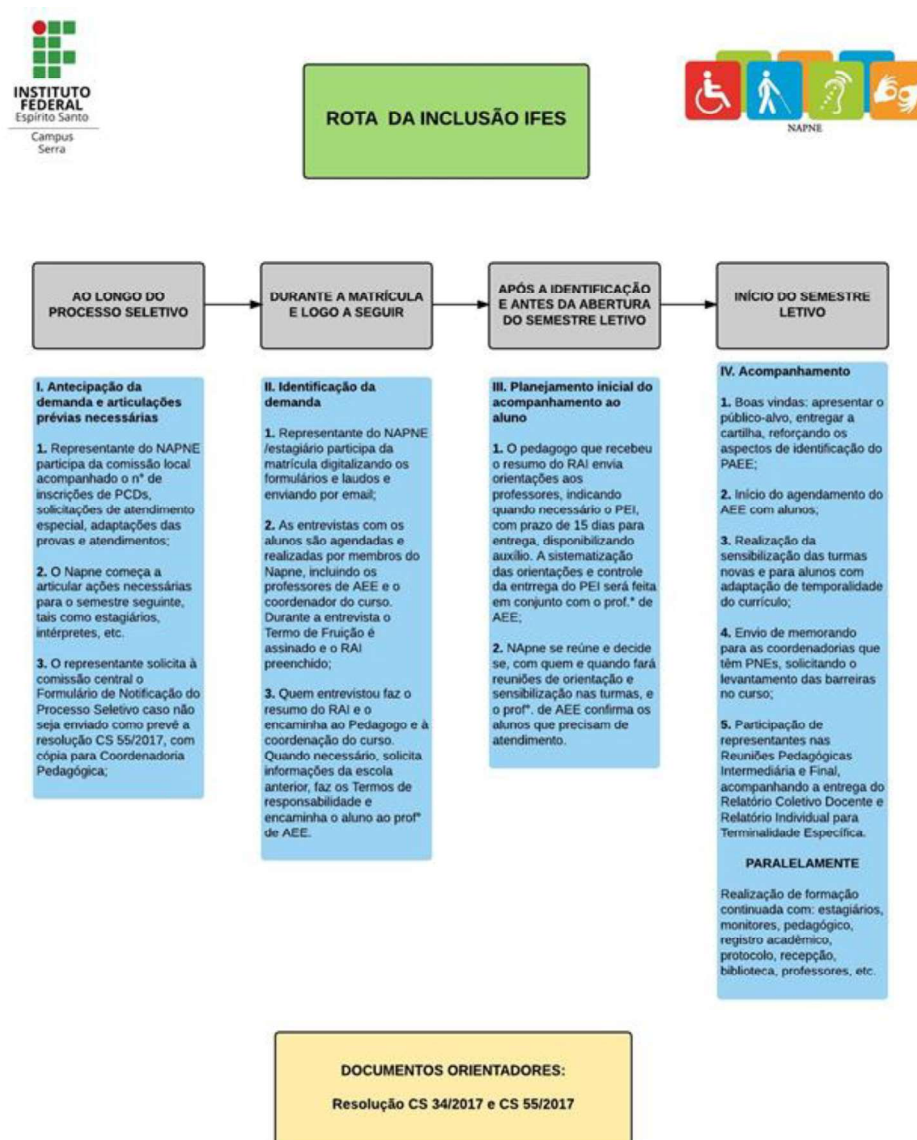 INSTITUTO
FEDERAL
Espírito Santo
Campus
Serra
ROTA DA INCLUSÃO IFES
NAPNE
AO LONGO DO
PROCESSO SELETIVO
DURANTE A MATRÍCULA
E LOGO A SEGUIR
APÓS A IDENTIFICAÇÃO
E ANTES DA ABERTURA
DO SEMESTRE LETIVO
INÍCIO DO SEMESTRE
LETIVO
I. Antecipação da
demanda e articulações
prévias necessárias
1. Representante do NAPNE
participa da comissão local
acompanhado o n° de
inscrições de PCDs,
solicitações de atendimento
especial, adaptações das
provas e atendimentos;
2. O Napne começa a
articular ações necessárias
para o semestre seguinte,
tais como estagiários,
intérpretes, etc.
3. O representante solicita à
comissão central o
Formulário de Notificação do
Processo Seletivo caso não
seja enviado como prevê a
resolução CS 55/2017, com
cópia para Coordenadoria
Pedagógica;
II. Identificação da
demanda
1. Representante do NAPNE
/estagiário participa da
matrícula digitalizando os
formulários e laudos e
enviando por email;
2. As entrevistas com os
alunos são agendadas e
realizadas por membros do
Napne, incluindo os
professores de AEE e o
coordenador do curso.
Durante a entrevista o
Termo de Fruição é
assinado e o RAI
preenchido;
3. Quem entrevistou faz o
resumo do RAI e o
encaminha ao Pedagogo e à
coordenação do curso.
Quando necessário, solicita
informações da escola
anterior, faz os Termos de
responsabilidade e
encaminha o aluno ao prof°
de AEE.
III. Planejamento inicial do
acompanhamento ao
aluno
1. O pedagogo que recebeu
o resumo do RAI envia
orientações aos
professores, indicando
quando necessário o PEI,
com prazo de 15 dias para
entrega, disponibilizando
auxílio. A sistematização
das orientações e controle
da entrrega do PEI será feita
em conjunto com o prof.° de
AEE;
2. NApne se reúne e decide
se, com quem e quando fará
reuniões de orientação e
sensibilização nas turmas, e
o prof°. de AEE confirma os
alunos que precisam de
atendimento.
IV. Acompanhamento
1. Boas vindas: apresentar o
público-alvo, entregar a
cartilha, reforçando os
aspectos de identificação do
PAEE;
2. Início do agendamento do
AEE com alunos;
3. Realização da
sensibilização das turmas
novas e para alunos com
adaptação de temporalidade
do currículo;
4. Envio de memorando
para as coordenadorias que
têm PNEs, solicitando o
levantamento das barreiras
no curso;
5. Participação de
representantes nas
Reuniões Pedagógicas
Intermediária e Final,
acompanhando a entrega do
Relatório Coletivo Docente e
Relatório Individual para
Terminalidade Específica.
PARALELAMENTE
Realização de formação
continuada com: estagiários,
monitores, pedagógico,
registro acadêmico,
protocolo, recepção,
biblioteca, professores, etc.
DOCUMENTOS ORIENTADORES:
Resolução CS 34/2017 e CS 55/2017